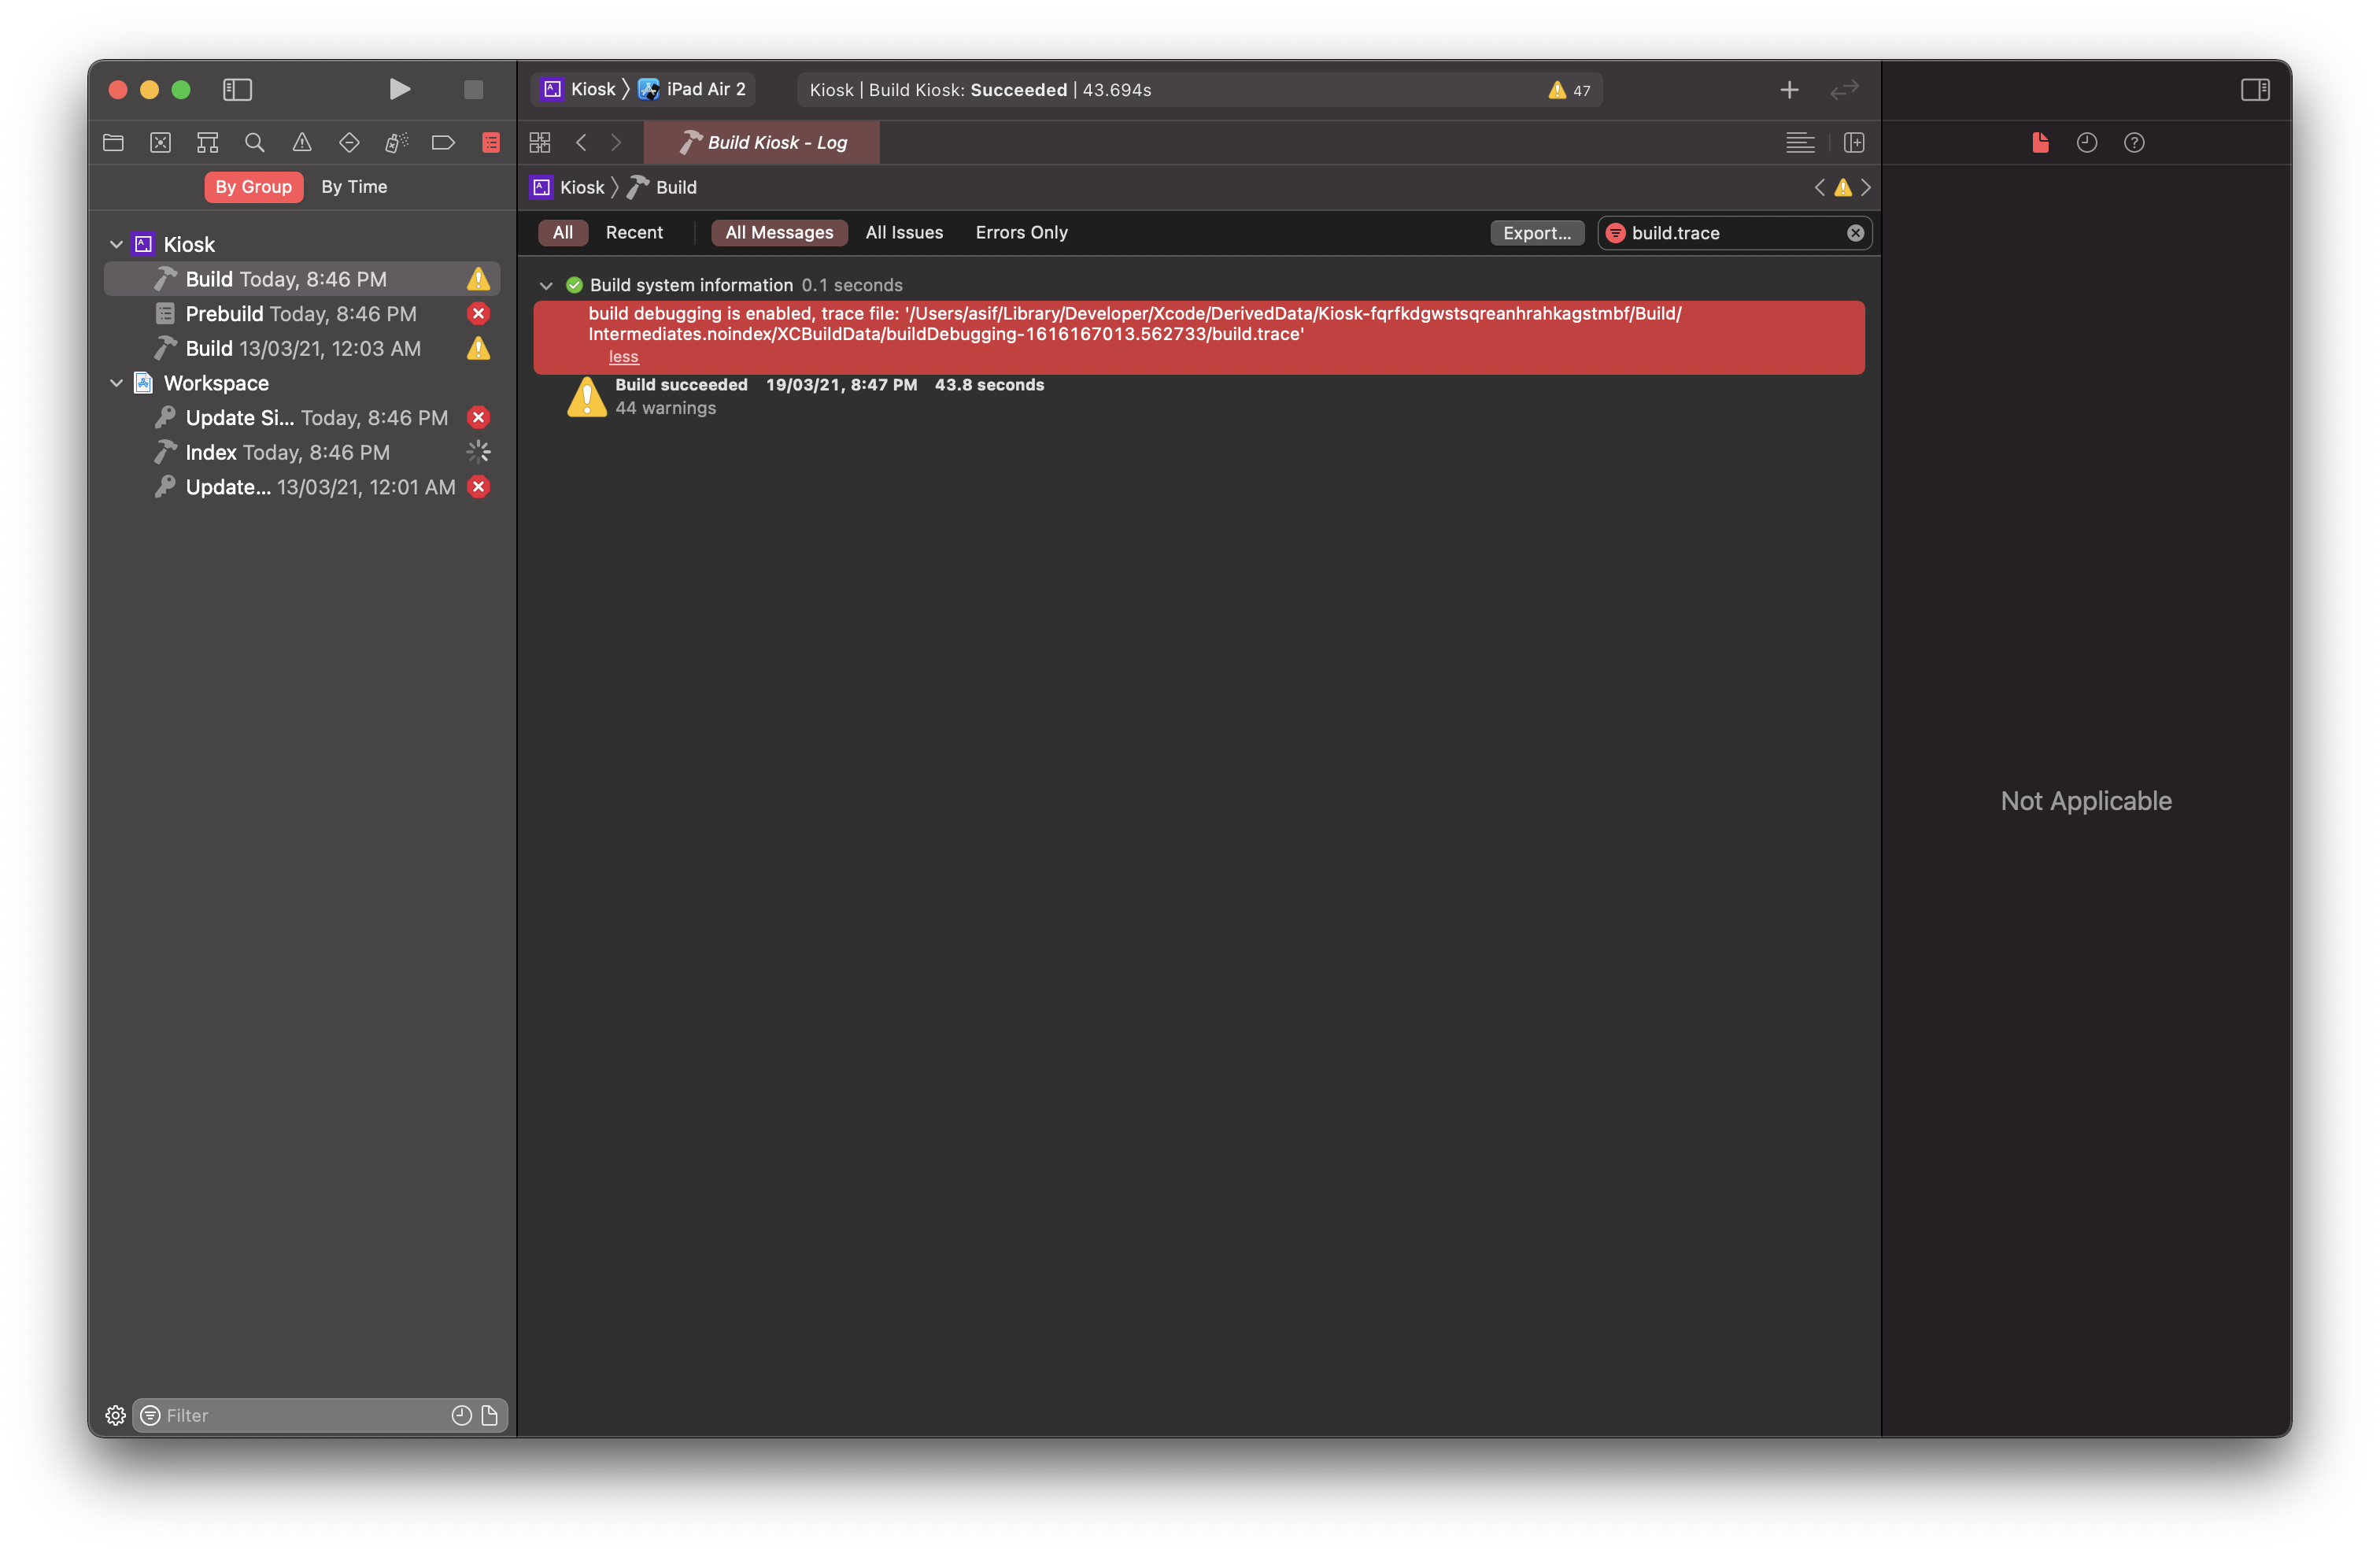 Kiosk 〉 iPad Air 2
Kiosk | Build Kiosk: Succeeded | 43.694s
47
Build Kiosk - Log
By Group
By Time
Kiosk 〉 Build
All
Recent
All Messages
All Issues
Errors Only
Export...
build.trace
Kiosk
Build Today, 8:46 PM
Prebuild Today, 8:46 PM
Build 13/03/21, 12:03 AM
Workspace
Update Si... Today, 8:46 PM
Index Today, 8:46 PM
Update... 13/03/21, 12:01 AM
Filter
Build system information 0.1 seconds
build debugging is enabled, trace file: '/Users/asif/Library/Developer/Xcode/DerivedData/Kiosk-fqrfkdgwstsqreanhrahkagstmbf/Build/
Intermediates.noindex/XCBuildData/buildDebugging-1616167013.562733/build.trace'
less
Build succeeded 19/03/21, 8:47 PM 43.8 seconds
44 warnings
Not Applicable